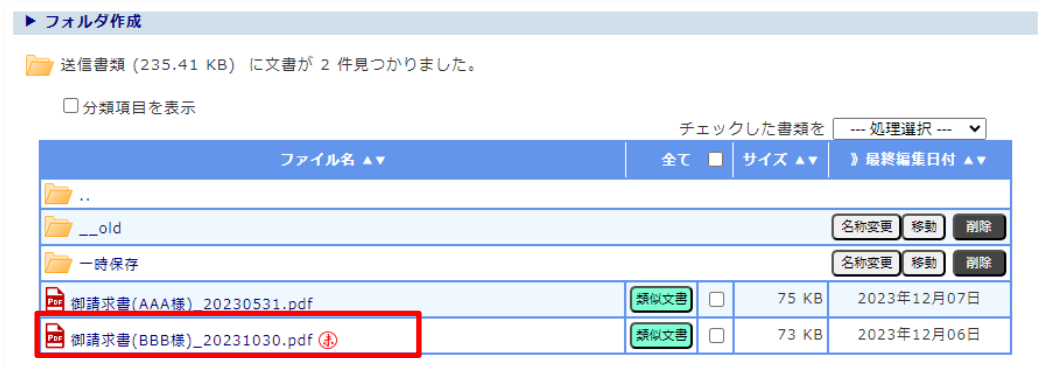 ▶ フォルダ作成
送信書類 (235.41 KB) に文書が 2 件見つかりました。
分類項目を表示
チェックした書類を --- 処理選択 ---
ファイル名 ▲▼ 全て サイズ ▲▼ 》最終編集日付 ▲▼
..
__old 名称変更 移動 削除
一時保存 名称変更 移動 削除
PDF 御請求書(AAA様)_20230531.pdf 類似文書 75 KB 2023年12月07日
PDF 御請求書(BBB様)_20231030.pdf 類似文書 73 KB 2023年12月06日